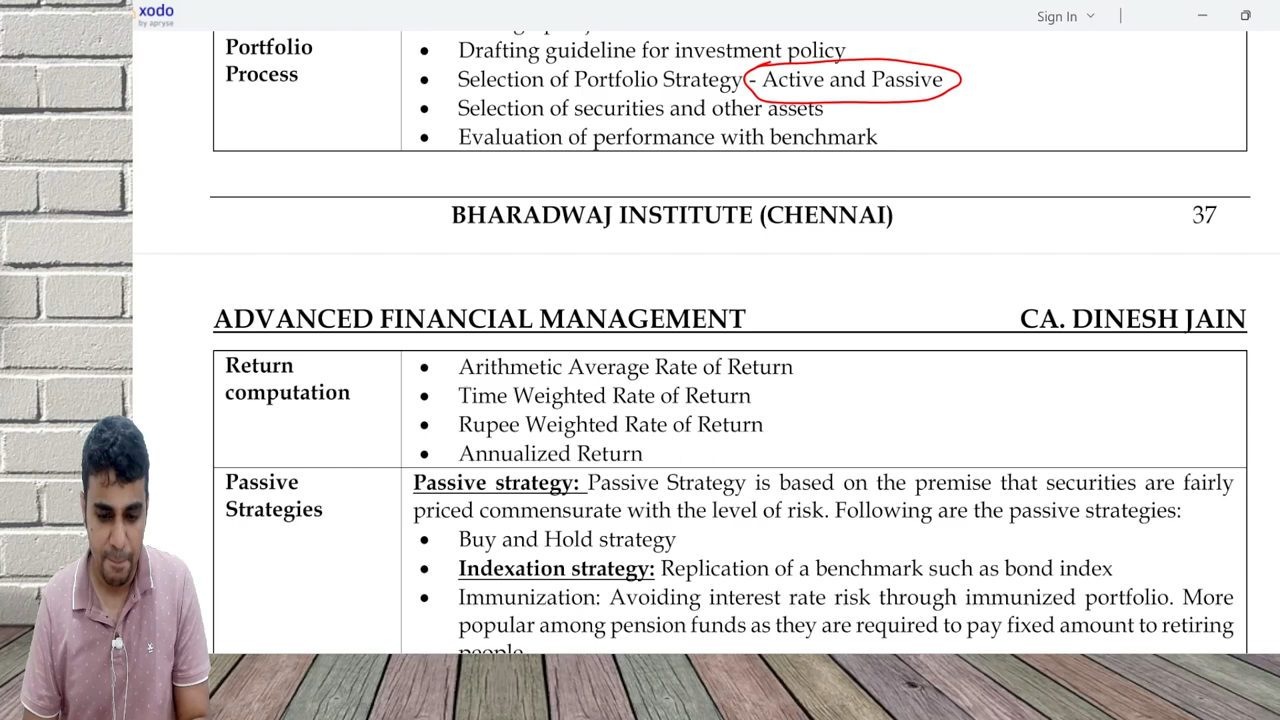 xodo
by apryse
Sign In
Portfolio
Process
• Drafting guideline for investment policy
• Selection of Portfolio Strategy - Active and Passive
• Selection of securities and other assets
• Evaluation of performance with benchmark
BHARADWAJ INSTITUTE (CHENNAI) 37
ADVANCED FINANCIAL MANAGEMENT CA. DINESH JAIN
Return
computation
• Arithmetic Average Rate of Return
• Time Weighted Rate of Return
• Rupee Weighted Rate of Return
• Annualized Return
Passive
Strategies
Passive strategy: Passive Strategy is based on the premise that securities are fairly
priced commensurate with the level of risk. Following are the passive strategies:
• Buy and Hold strategy
• Indexation strategy: Replication of a benchmark such as bond index
• Immunization: Avoiding interest rate risk through immunized portfolio. More
popular among pension funds as they are required to pay fixed amount to retiring
people